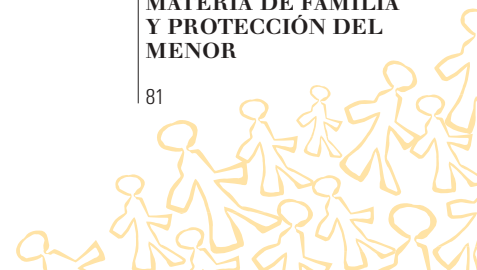 MATERIA DE FAMILIA
Y PROTECCIÓN DEL
MENOR
81